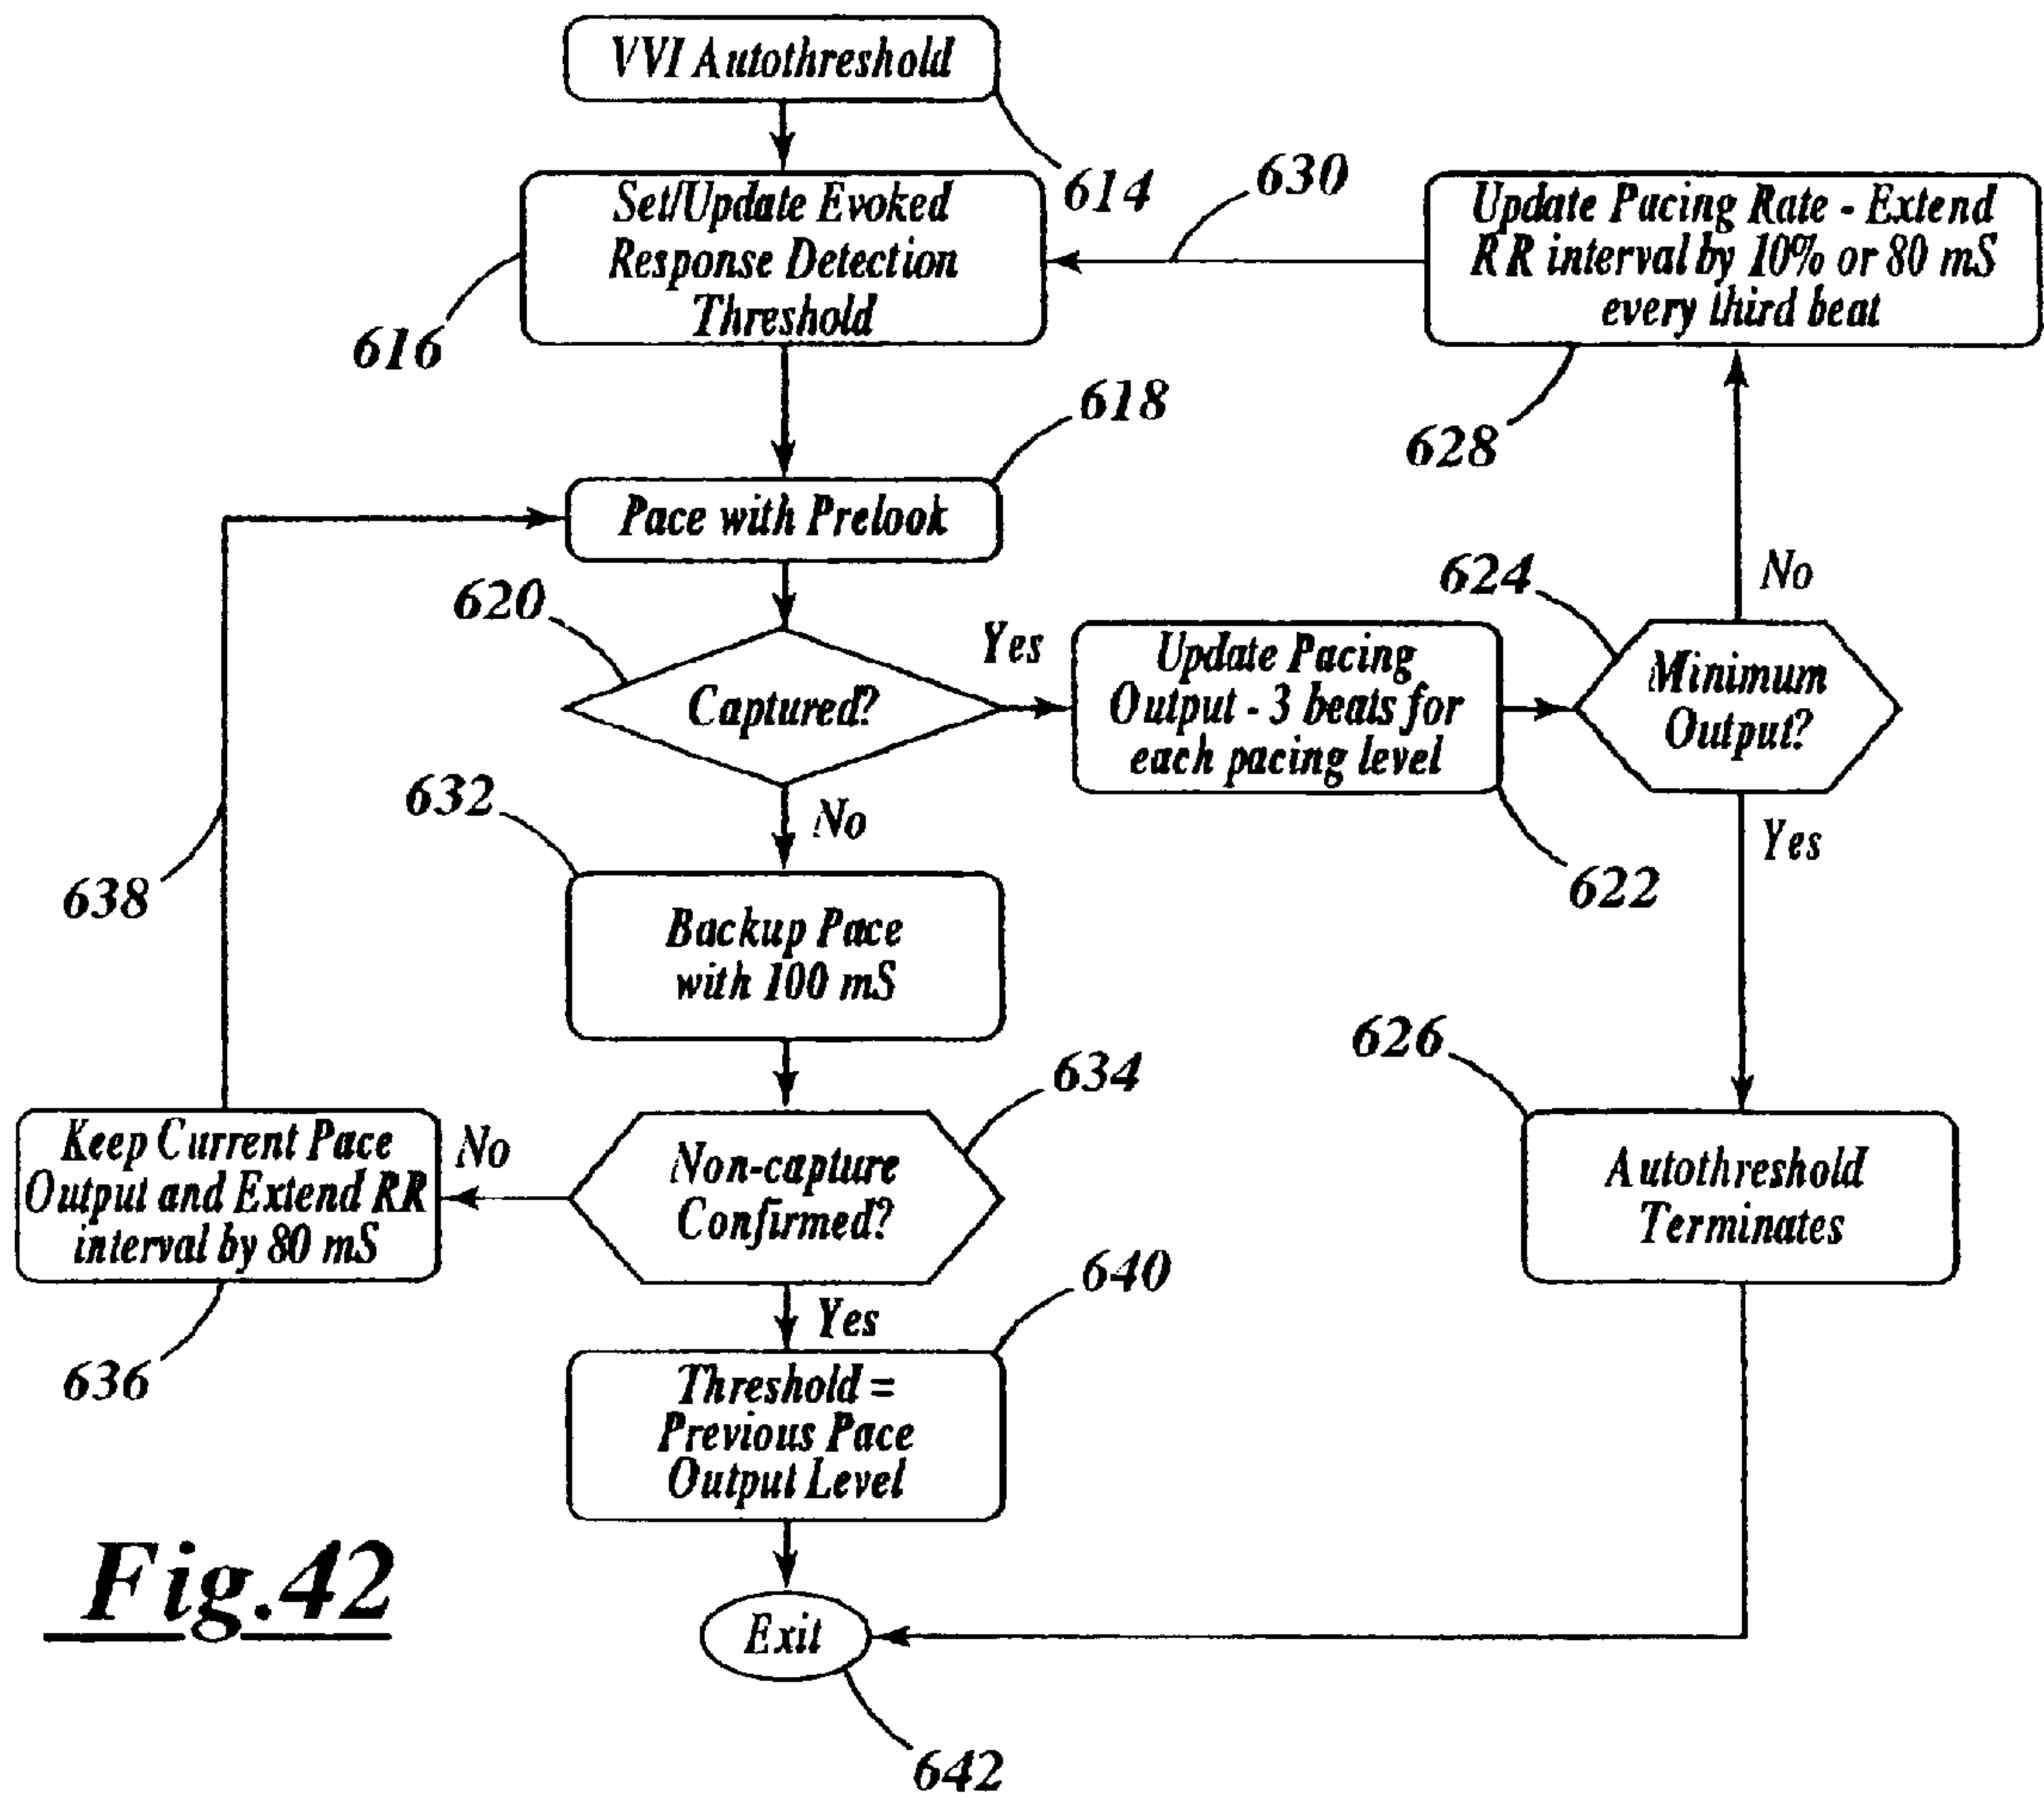 VVI Autothreshold
614
Set/Update Evoked
Response Detection
Threshold
616
630
Update Pacing Rate - Extend
RR interval by 10% or 80 mS
every third beat
628
618
Pace with Prelook
620
Captured?
Yes
Update Pacing
Output - 3 beats for
each pacing level
622
624
Minimum
Output?
No
Yes
No
632
Backup Pace
with 100 mS
638
634
Non-capture
Confirmed?
No
Keep Current Pace
Output and Extend RR
interval by 80 mS
636
Yes
640
Threshold =
Previous Pace
Output Level
626
Autothreshold
Terminates
Exit
642
Fig.42